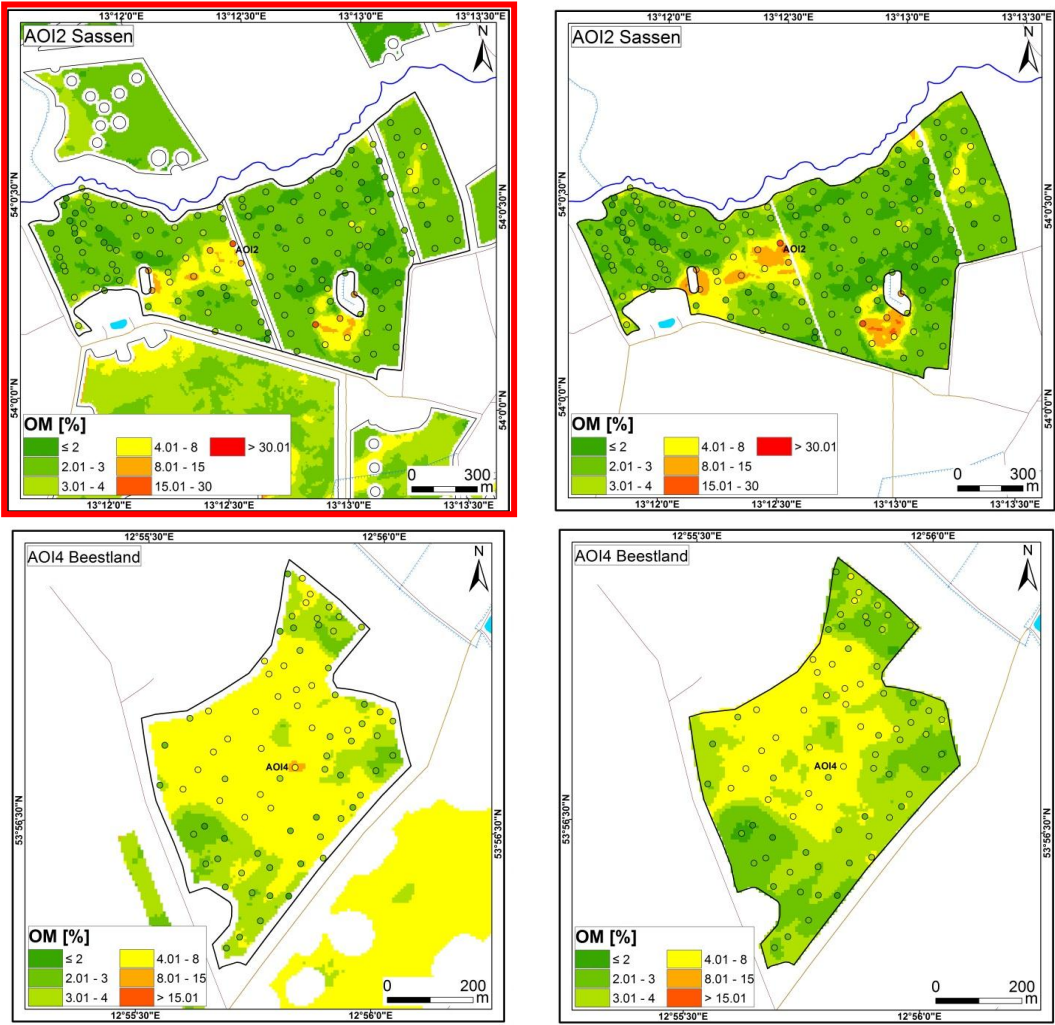 13°12'0"E 13°12'30"E 13°13'0"E 13°13'30"E
AOI2 Sassen
N
54°0'30"N
54°0'30"N
AOI2
54°0'0"N
54°0'0"N
OM [%]
≤ 2 4.01 - 8 > 30.01
2.01 - 3 8.01 - 15
3.01 - 4 15.01 - 30
0 300
m
13°12'0"E 13°12'30"E 13°13'0"E 13°13'30"E
13°12'0"E 13°12'30"E 13°13'0"E 13°13'30"E
AOI2 Sassen
N
54°0'30"N
54°0'30"N
AOI2
54°0'0"N
54°0'0"N
OM [%]
≤ 2 4.01 - 8 > 30.01
2.01 - 3 8.01 - 15
3.01 - 4 15.01 - 30
0 300
m
13°12'0"E 13°12'30"E 13°13'0"E 13°13'30"E
12°55'30"E 12°56'0"E
AOI4 Beestland
N
AOI4
53°56'30"N
53°56'30"N
OM [%]
≤ 2 4.01 - 8
2.01 - 3 8.01 - 15
3.01 - 4 > 15.01
0 200
m
12°55'30"E 12°56'0"E
12°55'30"E 12°56'0"E
AOI4 Beestland
N
AOI4
53°56'30"N
53°56'30"N
OM [%]
≤ 2 4.01 - 8
2.01 - 3 8.01 - 15
3.01 - 4 > 15.01
0 200
m
12°55'30"E 12°56'0"E